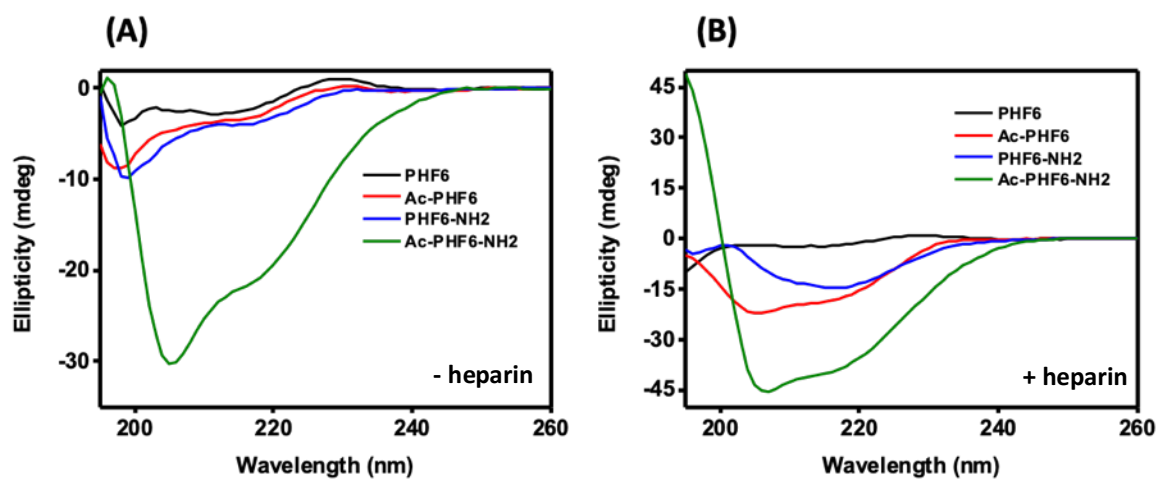 (A)
0
-10
-20
-30
Ellipticity (mdeg)
PHF6
Ac-PHF6
PHF6-NH2
Ac-PHF6-NH2
- heparin
200
220
240
260
Wavelength (nm)
(B)
45
30
15
0
-15
-30
-45
Ellipticity (mdeg)
PHF6
Ac-PHF6
PHF6-NH2
Ac-PHF6-NH2
+ heparin
200
220
240
260
Wavelength (nm)